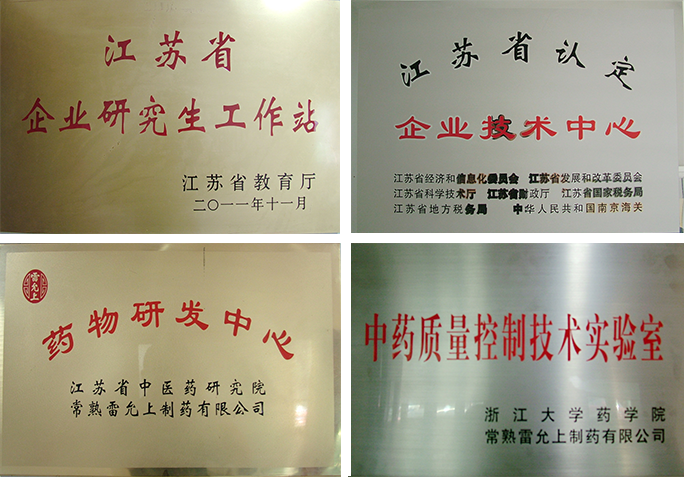 江苏省
企业研究生工作站
江苏省教育厅
二〇一一年十一月
江苏省认定
企业技术中心
江苏省经济和信息化委员会 江苏省发展和改革委员会
江苏省科学技术厅 江苏省财政厅 江苏省国家税务局
江苏省地方税务局 中华人民共和国南京海关
雷允上
药物研发中心
江苏省中医药研究院
常熟雷允上制药有限公司
中药质量控制技术实验室
浙江大学药学院
常熟雷允上制药有限公司